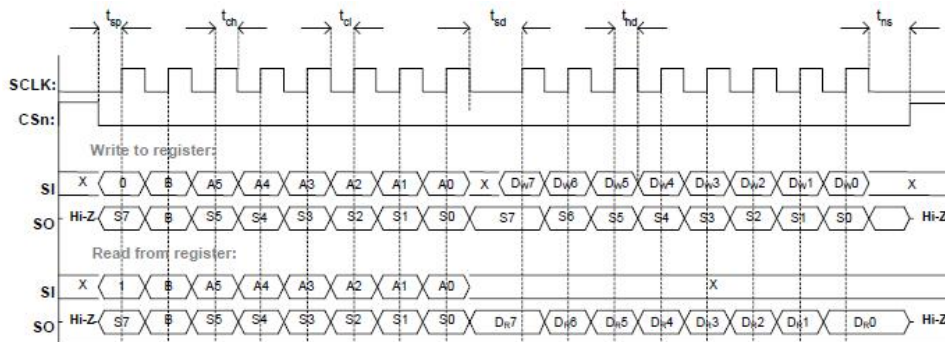 tsp tch tcl tsd thd tns
SCLK:
CSn:
Write to register:
SI X 0 B A5 A4 A3 A2 A1 A0 X DW7 DW6 DW5 DW4 DW3 DW2 DW1 DW0 X
SO Hi-Z S7 B S5 S4 S3 S2 S1 S0 S7 S6 S5 S4 S3 S2 S1 S0 Hi-Z
Read from register:
SI X 1 B A5 A4 A3 A2 A1 A0 X
SO Hi-Z S7 B S5 S4 S3 S2 S1 S0 DR7 DR6 DR5 DR4 DR3 DR2 DR1 DR0 Hi-Z